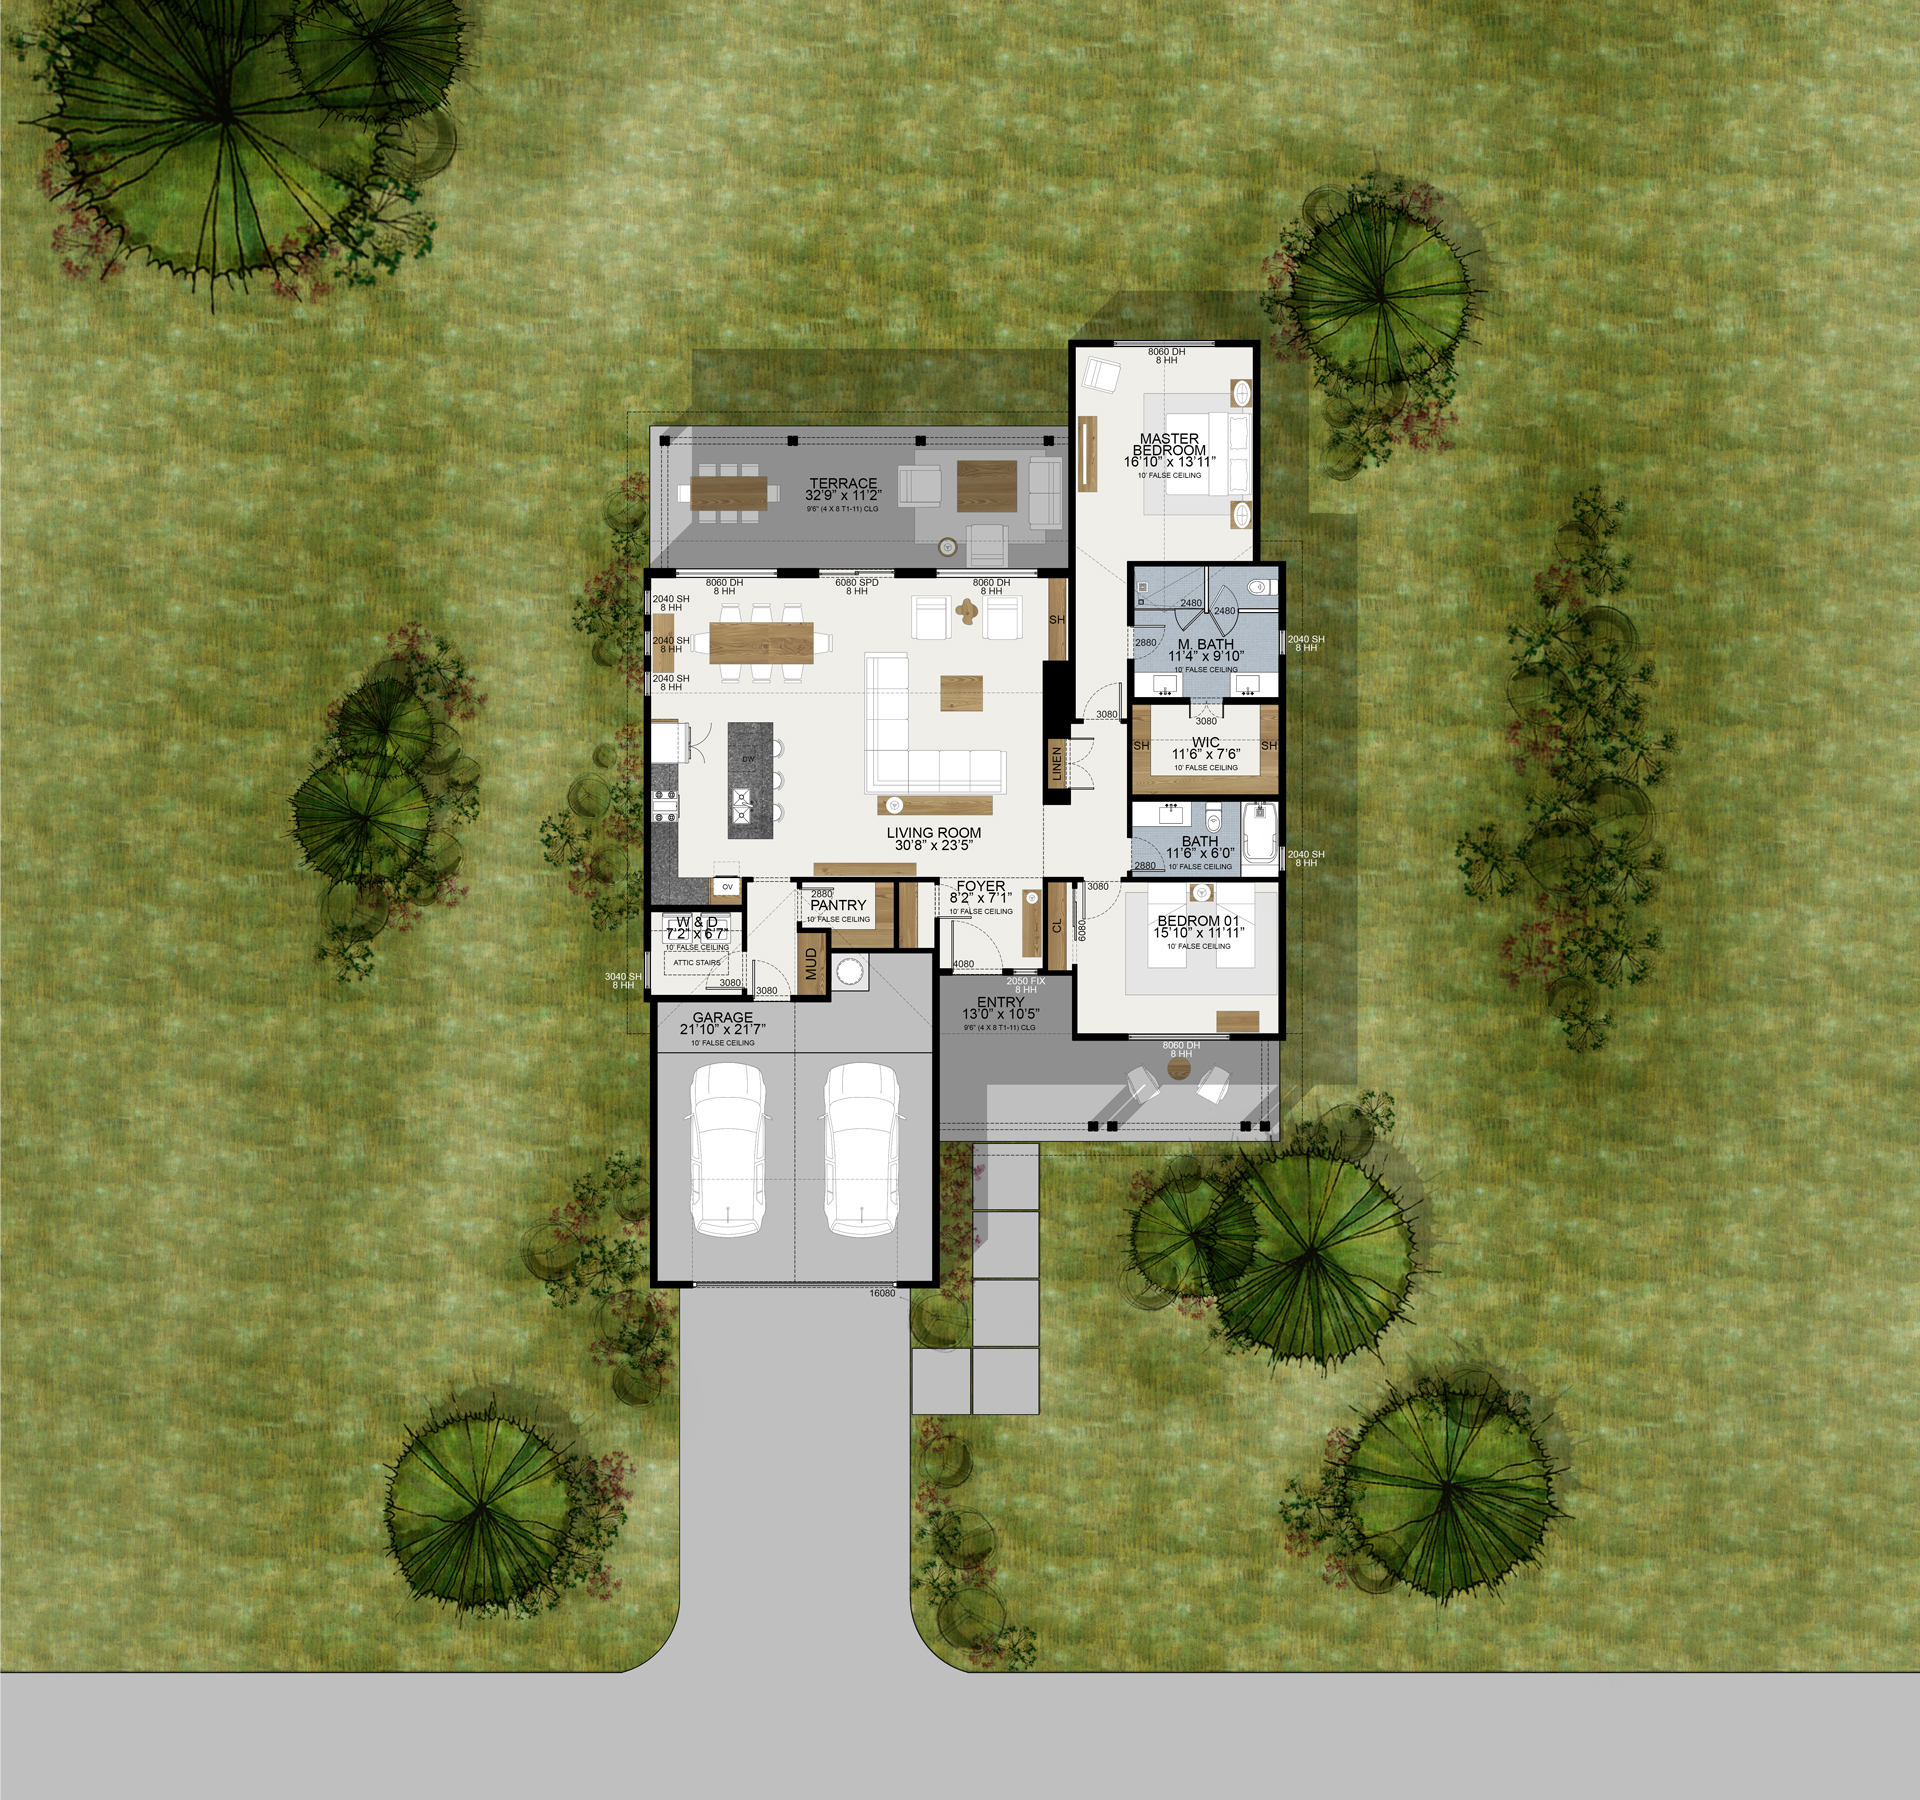 8060 DH
8 HH
MASTER
BEDROOM
16'10" x 13'11"
10' FALSE CEILING
TERRACE
32'9" x 11'2"
9'6" (4 X 8 T1-11) CLG
8060 DH
8 HH
6080 SPD
8 HH
8060 DH
8 HH
2040 SH
8 HH
2040 SH
8 HH
2040 SH
8 HH
SH
2480
2480
2880
M. BATH
11'4" x 9'10"
10' FALSE CEILING
2040 SH
8 HH
3080
3080
SH
WIC
11'6" x 7'6"
10' FALSE CEILING
SH
LINEN
DW
LIVING ROOM
30'8" x 23'5"
BATH
11'6" x 6'0"
10' FALSE CEILING
2880
2040 SH
8 HH
OV
2880
PANTRY
10' FALSE CEILING
FOYER
8'2" x 7'1"
10' FALSE CEILING
3080
CL
6080
BEDROM 01
15'10" x 11'11"
10' FALSE CEILING
W & D
7'2" x 6'7"
10' FALSE CEILING
ATTIC STAIRS
3040 SH
8 HH
3080
3080
MUD
4080
2050 FIX
8 HH
ENTRY
13'0" x 10'5"
9'6" (4 X 8 T1-11) CLG
GARAGE
21'10" x 21'7"
10' FALSE CEILING
8060 DH
8 HH
16080